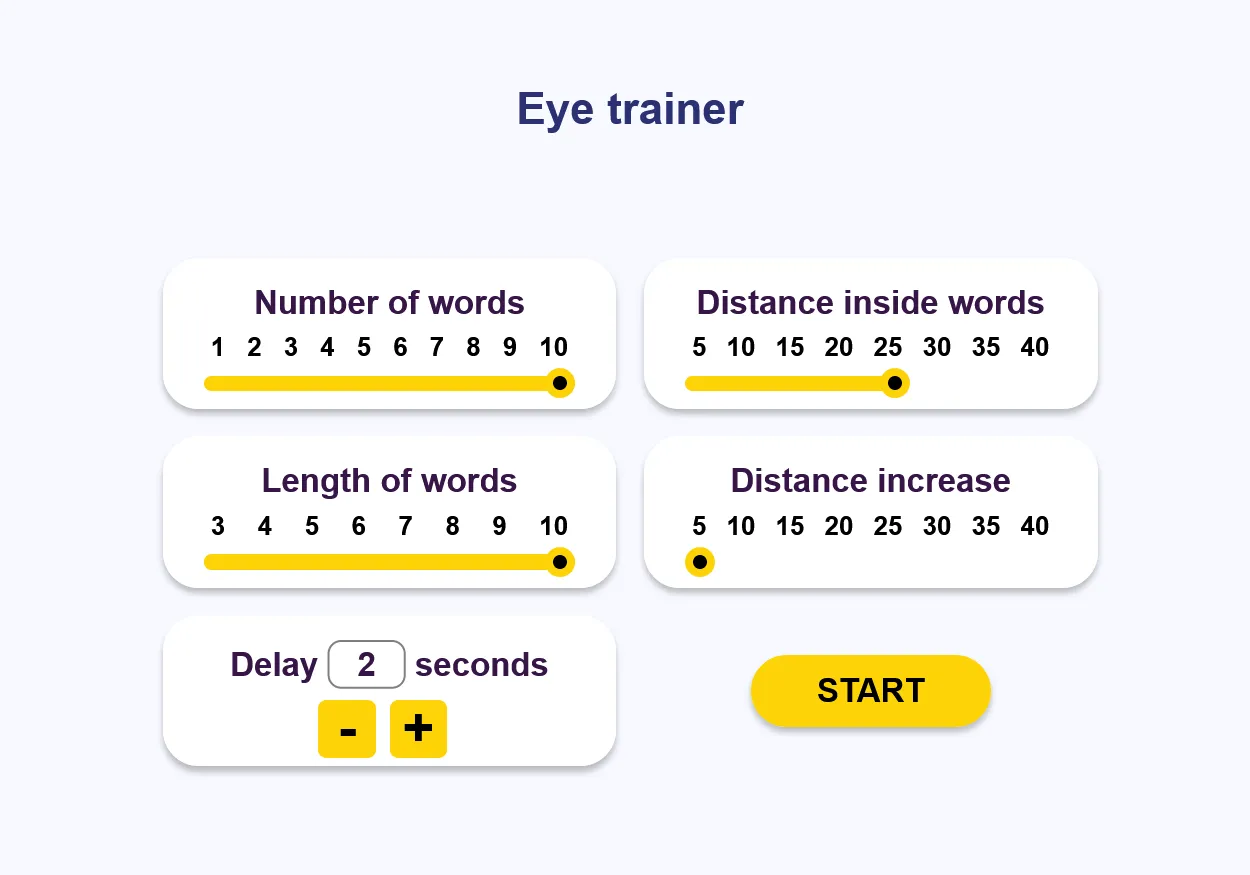 Eye trainer
Number of words
1 2 3 4 5 6 7 8 9 10
Distance inside words
5 10 15 20 25 30 35 40
Length of words
3 4 5 6 7 8 9 10
Distance increase
5 10 15 20 25 30 35 40
Delay 2 seconds
- +
START